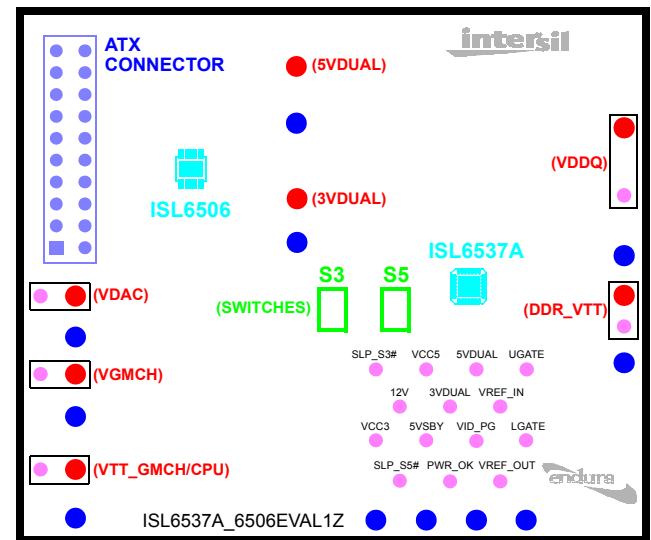 ATX
CONNECTOR
intersil
(5VDUAL)
(VDDQ)
ISL6506
(3VDUAL)
ISL6537A
S3 S5
(VDAC)
(SWITCHES)
(DDR_VTT)
SLP_S3# VCC5 5VDUAL UGATE
(VGMCH)
12V 3VDUAL VREF_IN
VCC3 5VSBY VID_PG LGATE
(VTT_GMCH/CPU)
SLP_S5# PWR_OK VREF_OUT
endura
ISL6537A_6506EVAL1Z